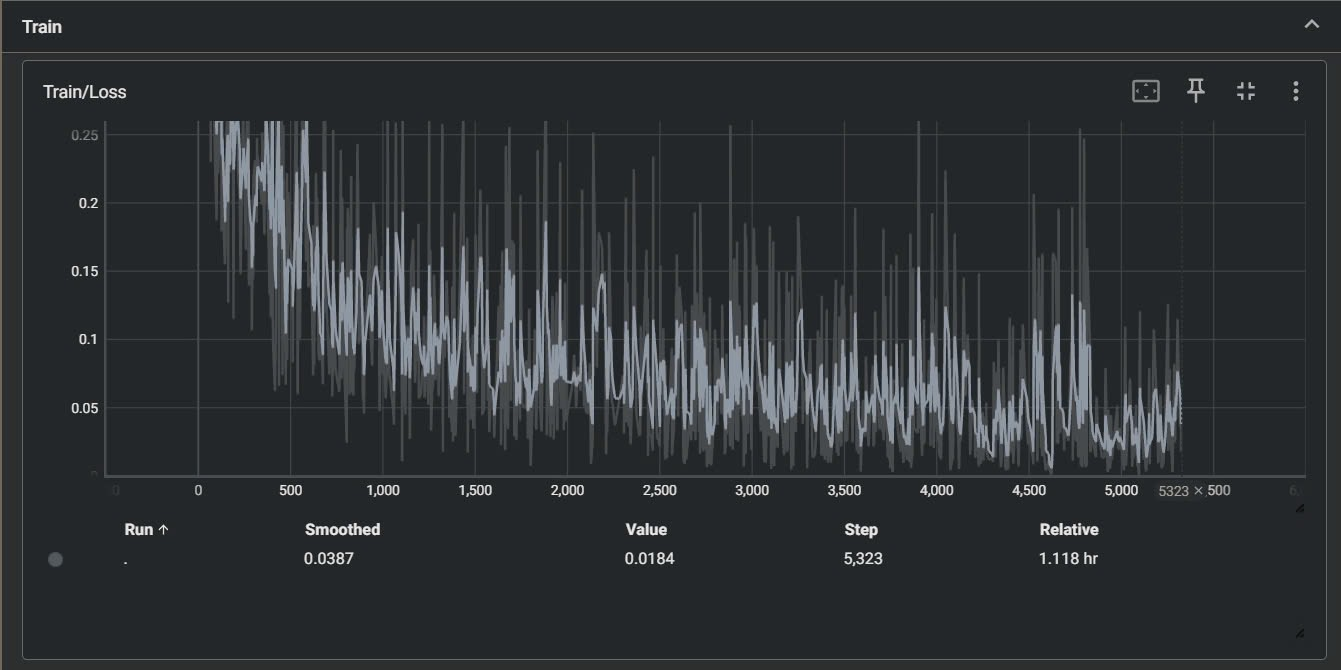 Train
Train/Loss
0.25
0.2
0.15
0.1
0.05
0
0 0 500 1,000 1,500 2,000 2,500 3,000 3,500 4,000 4,500 5,000 5323 × ,500 6,
Run ↑ Smoothed Value Step Relative
. 0.0387 0.0184 5,323 1.118 hr